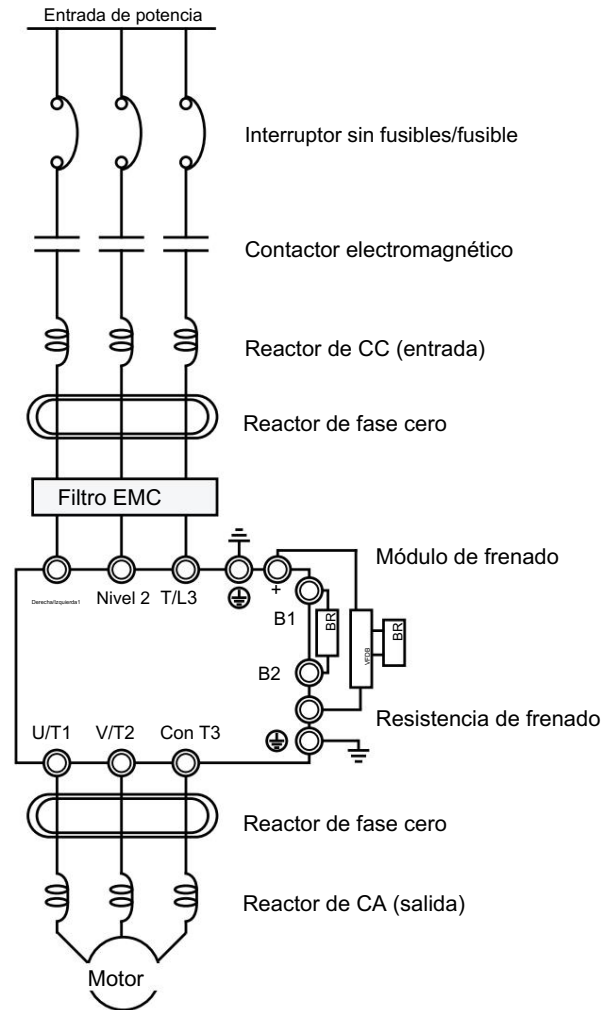 Entrada de potencia
Interruptor sin fusibles/fusible
Contactor electromagnético
Reactor de CC (entrada)
Reactor de fase cero
Filtro EMC
Módulo de frenado
Derecha/Izquierda1
Nivel 2
T/L3
+
B1
BR
VFDB
BR
B2
Resistencia de frenado
U/T1
V/T2
Con T3
Reactor de fase cero
Reactor de CA (salida)
Motor